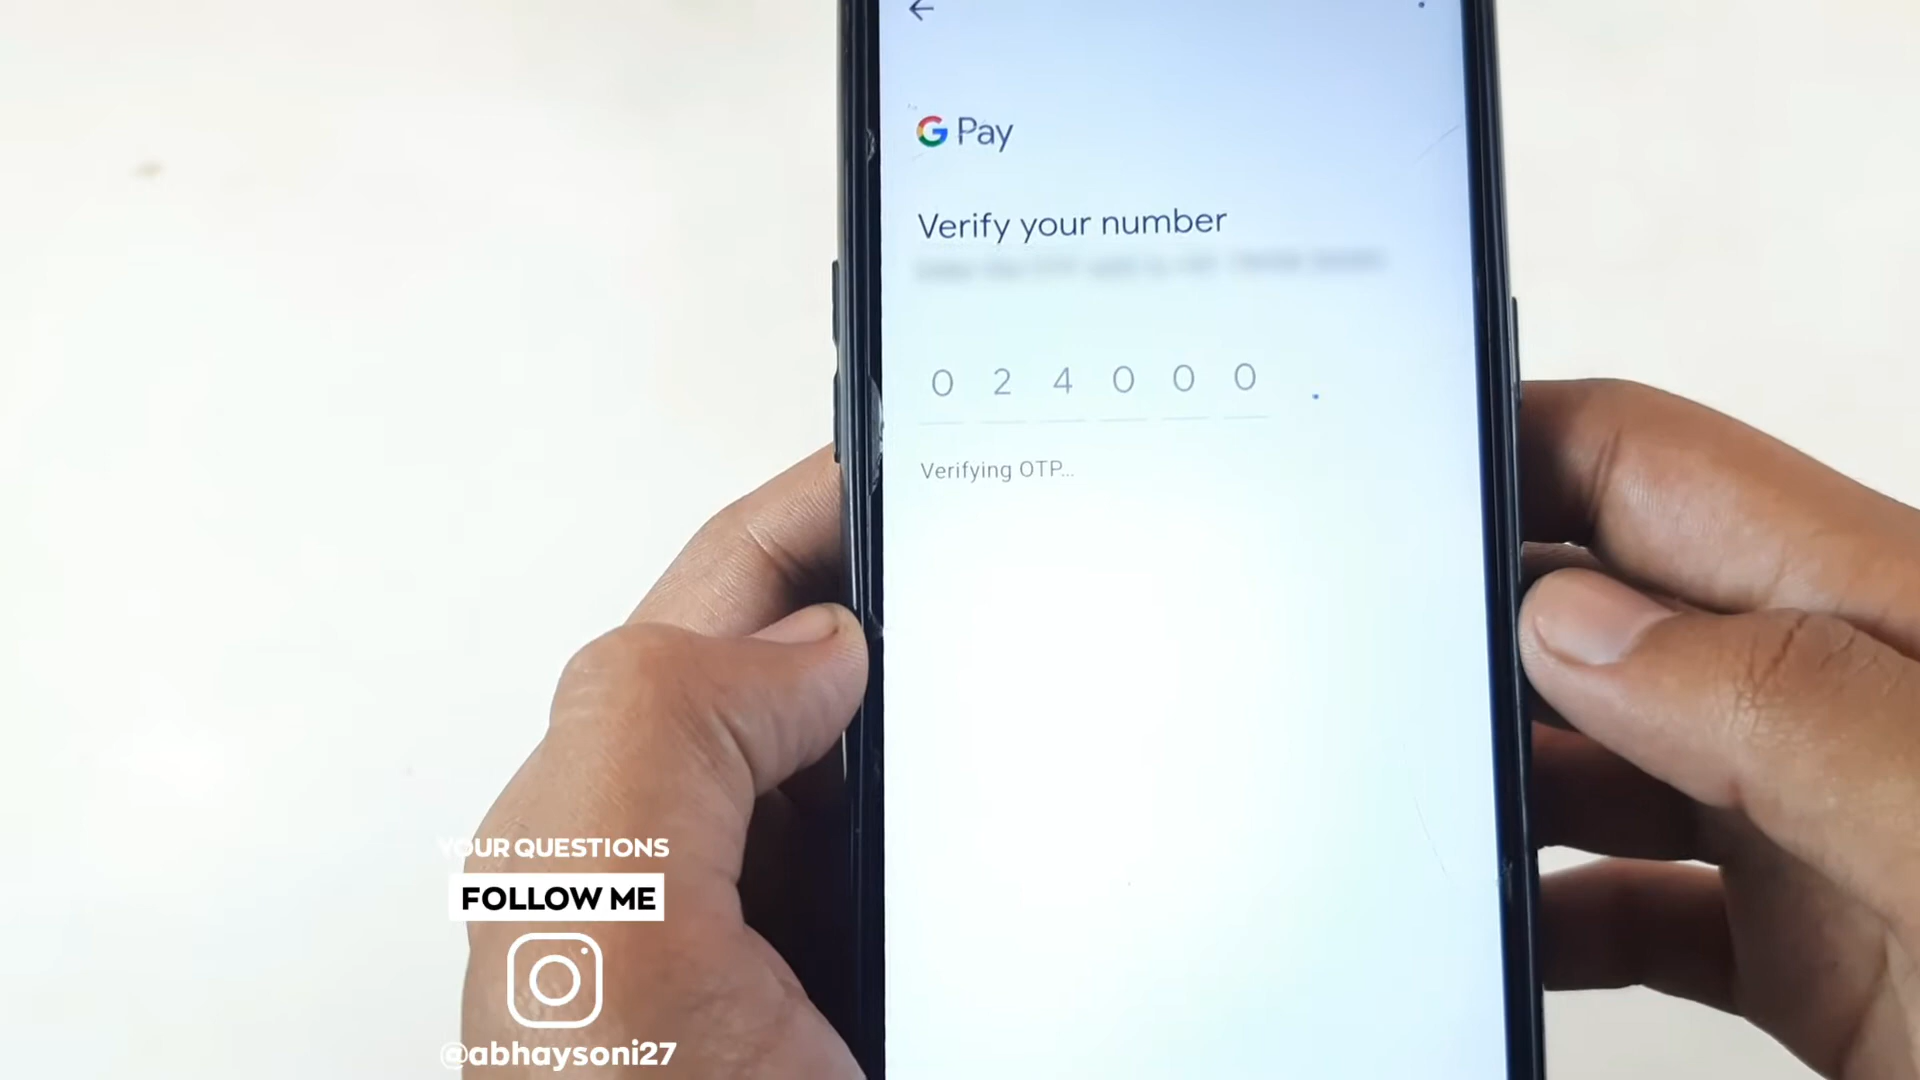 G Pay
Verify your number
0 2 4 0 0 0
Verifying OTP...
YOUR QUESTIONS
FOLLOW ME
@abhaysoni27